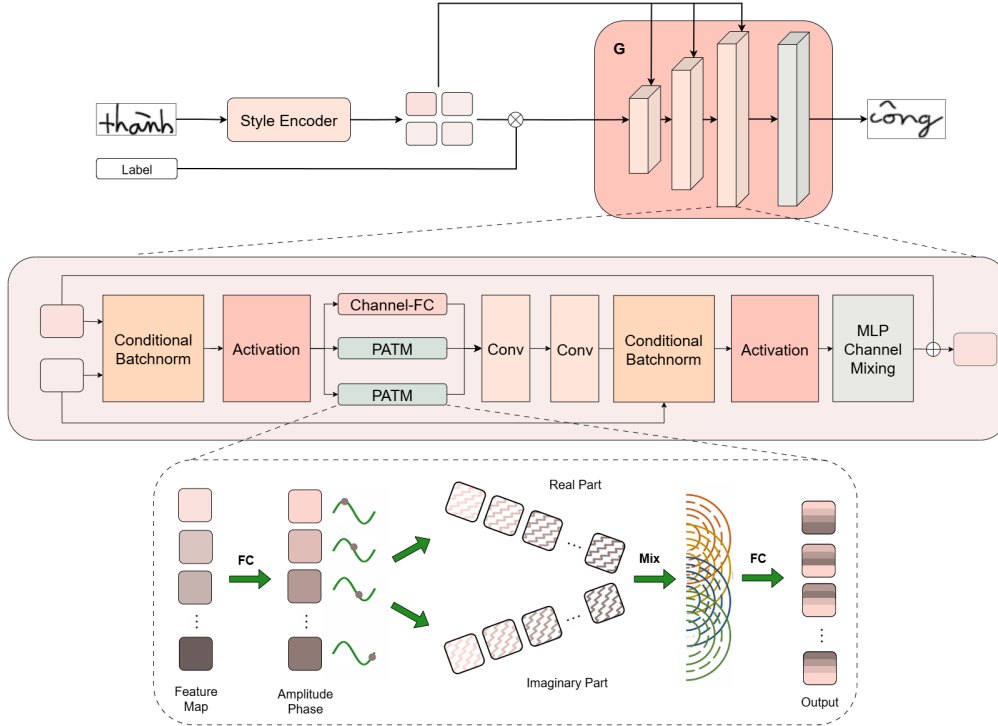 G
thành
Style Encoder
công
Label
Channel-FC
Conditional Batchnorm
Activation
PATM
PATM
Conv
Conv
Conditional Batchnorm
Activation
MLP Channel Mixing
Real Part
FC
Mix
FC
Imaginary Part
Feature Map
Amplitude Phase
Output